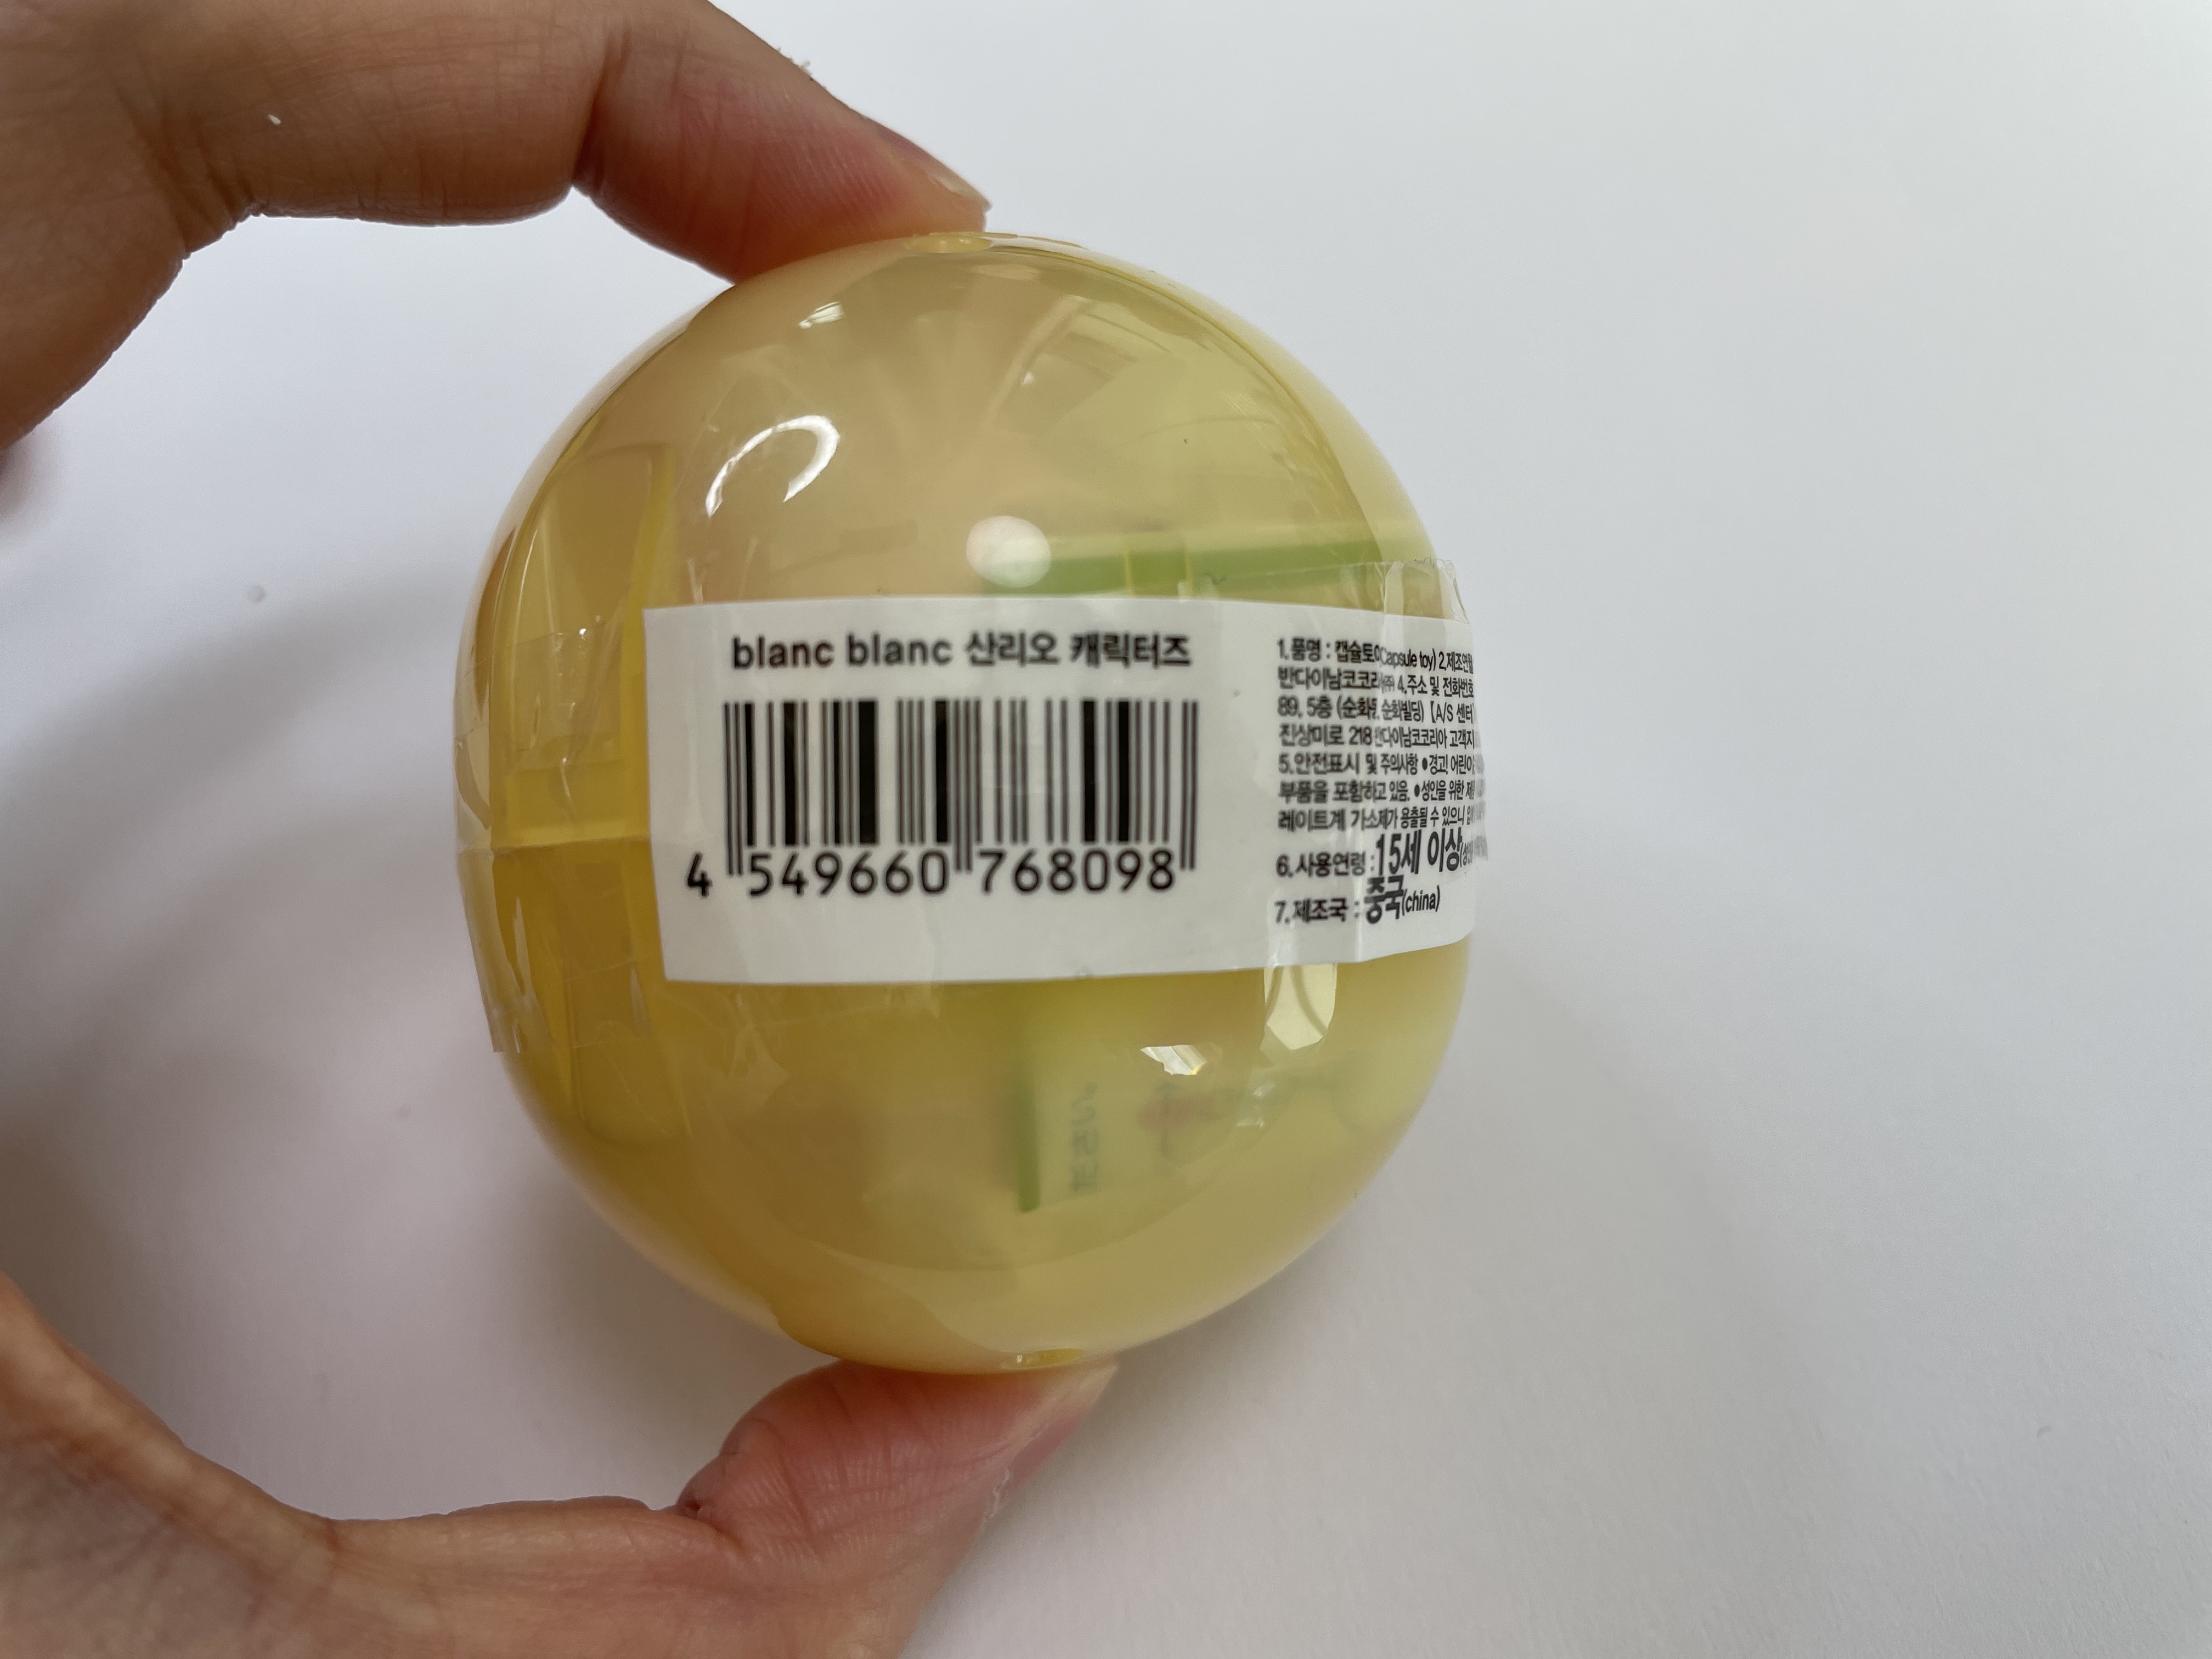 blanc blanc 산리오 캐릭터즈
4 549660 768098
1.품명 : 캡슐토이(Capsule toy) 2.제조연월
반다이남코코리아(주) 4.주소 및 전화번호
89, 5층 (순화동, 순화빌딩) [A/S 센터]
진상미로 218 반다이남코코리아 고객지
5.안전표시 및 주의사항 •경고! 어린이
부품을 포함하고 있음. •성인을 위한 제품
레이트계 가소제가 용출될 수 있으니 입
6.사용연령 : 15세 이상
7.제조국 : 중국(china)